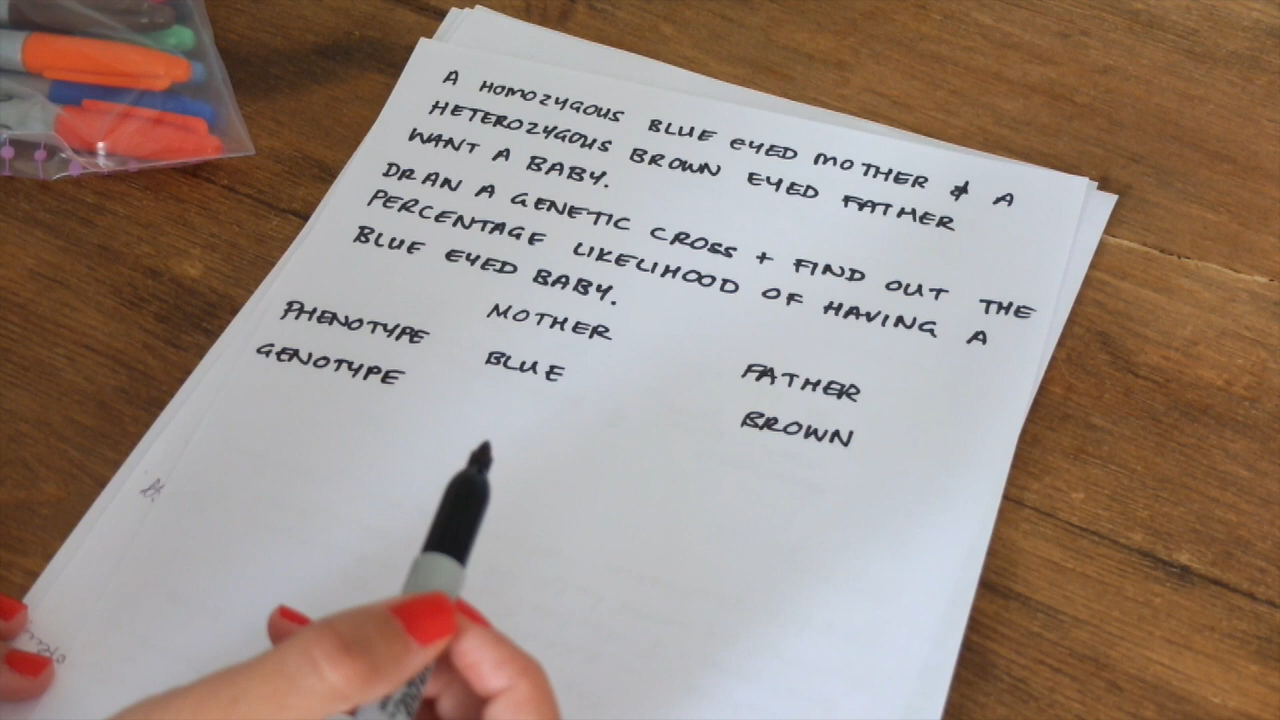 A HOMOZYGOUS BLUE EYED MOTHER & A
HETEROZYGOUS BROWN EYED FATHER
WANT A BABY.
DRAN A GENETIC CROSS + FIND OUT THE
PERCENTAGE LIKELIHOOD OF HAVING A
BLUE EYED BABY.
MOTHER
FATHER
PHENOTYPE BLUE BROWN
GENOTYPE